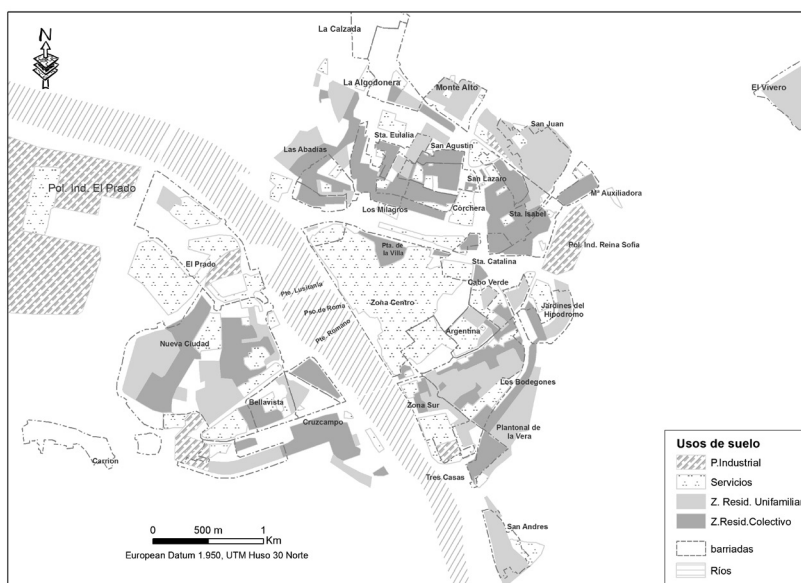 La Calzada
N
La Algodonera
Monte Alto
El Vivero
San Juan
Sta. Eulalia
Las Abadías
San Agustín
Pol. Ind. El Prado
San Lazaro
Mª Auxiliadora
Los Milagros
Corchera
Sta. Isabel
Pta. de
la Villa
Pol. Ind. Reina Sofia
El Prado
Sta. Catalina
Cabo Verde
Pte. Lusitania
Zona Centro
Pso de Roma
Jardines del
Hipodromo
Pte. Romano
Argentina
Nueva Ciudad
Los Bodegones
Bellavista
Zona Sur
Cruzcampo
Plantonal de
la Vera
Carrion
Tres Casas
San Andres
0 500 m 1
Km
European Datum 1.950, UTM Huso 30 Norte
Usos de suelo
P.Industrial
Servicios
Z. Resid. Unifamiliar
Z.Resid.Colectivo
barriadas
Ríos